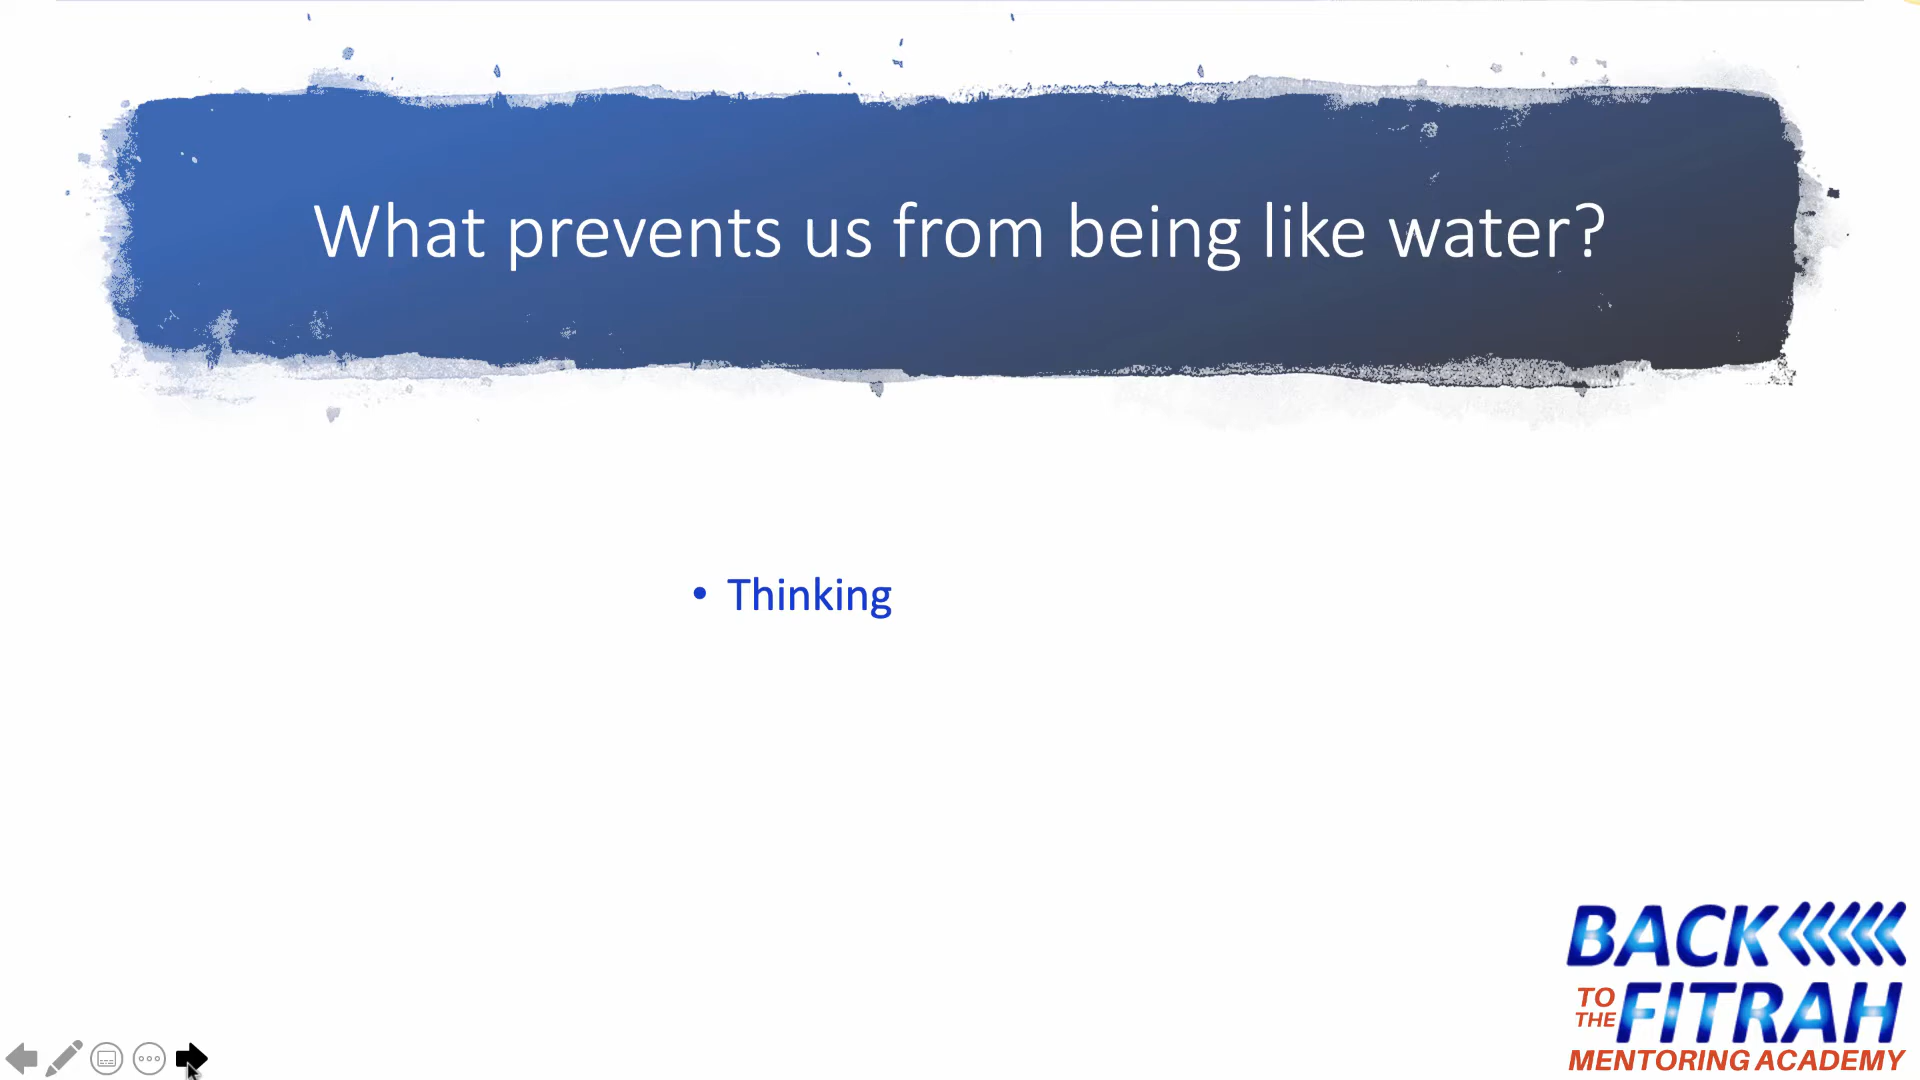 What prevents us from being like water?
• Thinking
BACK
TO THE FITRAH
MENTORING ACADEMY